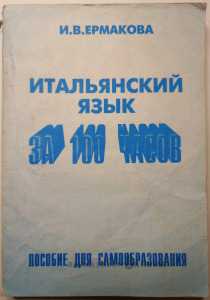 И.В.ЕРМАКОВА
ИТАЛЬЯНСКИЙ
ЯЗЫК
ЗА 100 ЧАСОВ
ПОСОБИЕ ДЛЯ САМООБРАЗОВАНИЯ